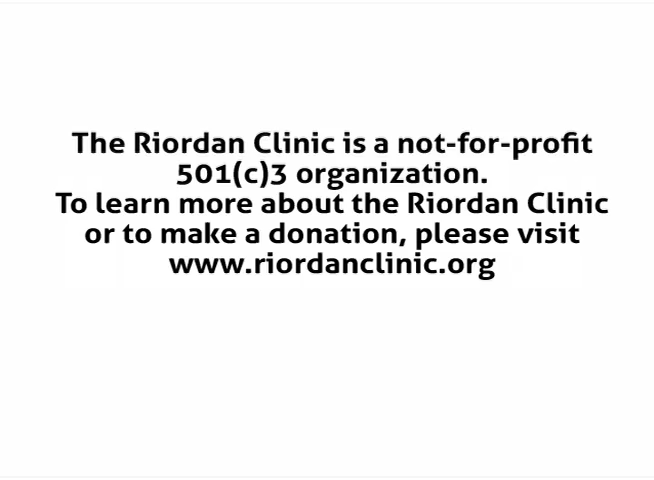 The Riordan Clinic is a not-for-profit
501(c)3 organization.
To learn more about the Riordan Clinic
or to make a donation, please visit
www.riordanclinic.org